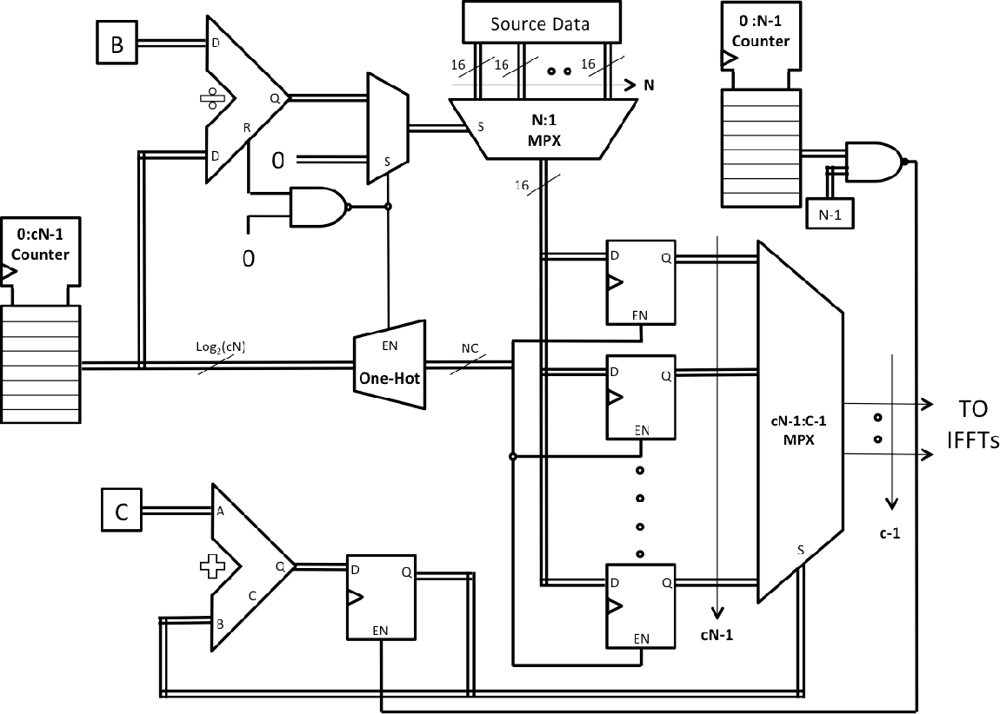 B
D
÷
Q
R
D
0
S
0
Source Data
16
16
16
N
S
N:1
MPX
16
0 :N-1
Counter
N-1
0:cN-1
Counter
Log2(cN)
EN
One-Hot
NC
D
Q
EN
D
Q
EN
D
Q
EN
cN-1
cN-1:C-1
MPX
S
c-1
TO
IFFTs
C
A
Q
C
B
D
Q
EN